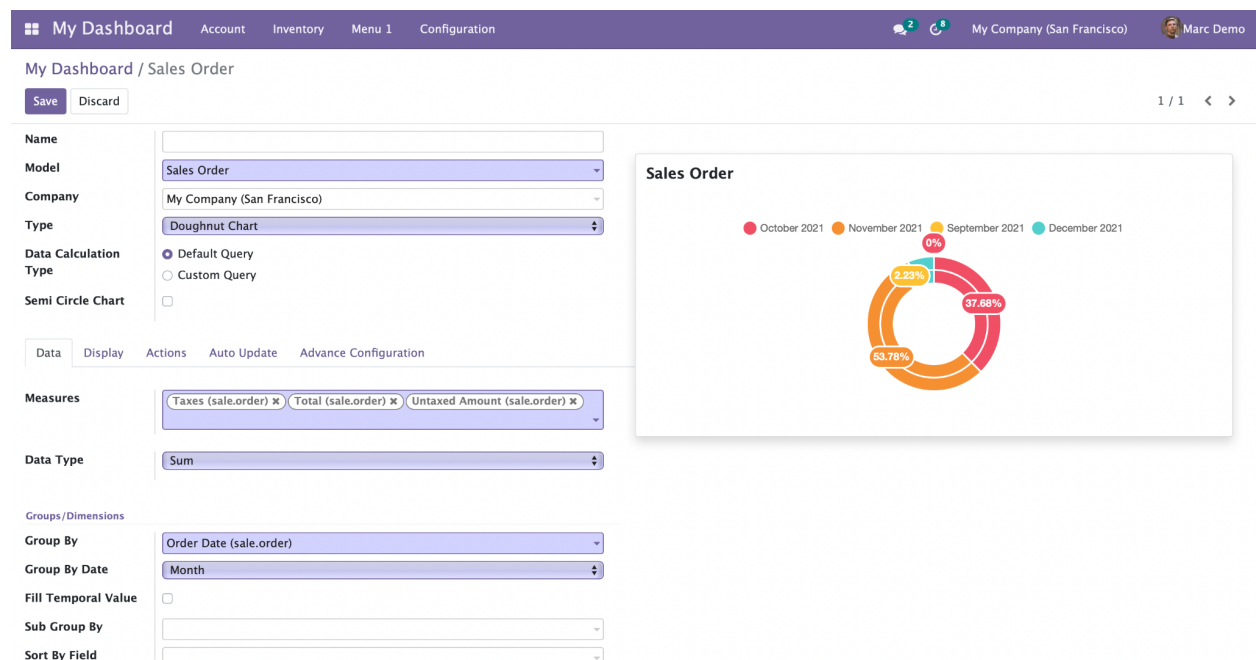 My Dashboard Account Inventory Menu 1 Configuration 2 8 My Company (San Francisco) Marc Demo
My Dashboard / Sales Order
Save Discard 1 / 1
Name
Model Sales Order
Company My Company (San Francisco)
Type Doughnut Chart
Data Calculation Type
Default Query
Custom Query
Semi Circle Chart
Data Display Actions Auto Update Advance Configuration
Measures Taxes (sale.order) × Total (sale.order) × Untaxed Amount (sale.order) ×
Data Type Sum
Groups/Dimensions
Group By Order Date (sale.order)
Group By Date Month
Fill Temporal Value
Sub Group By
Sort By Field
Sales Order
October 2021 November 2021 September 2021 December 2021
0%
2.23%
37.68%
53.78%